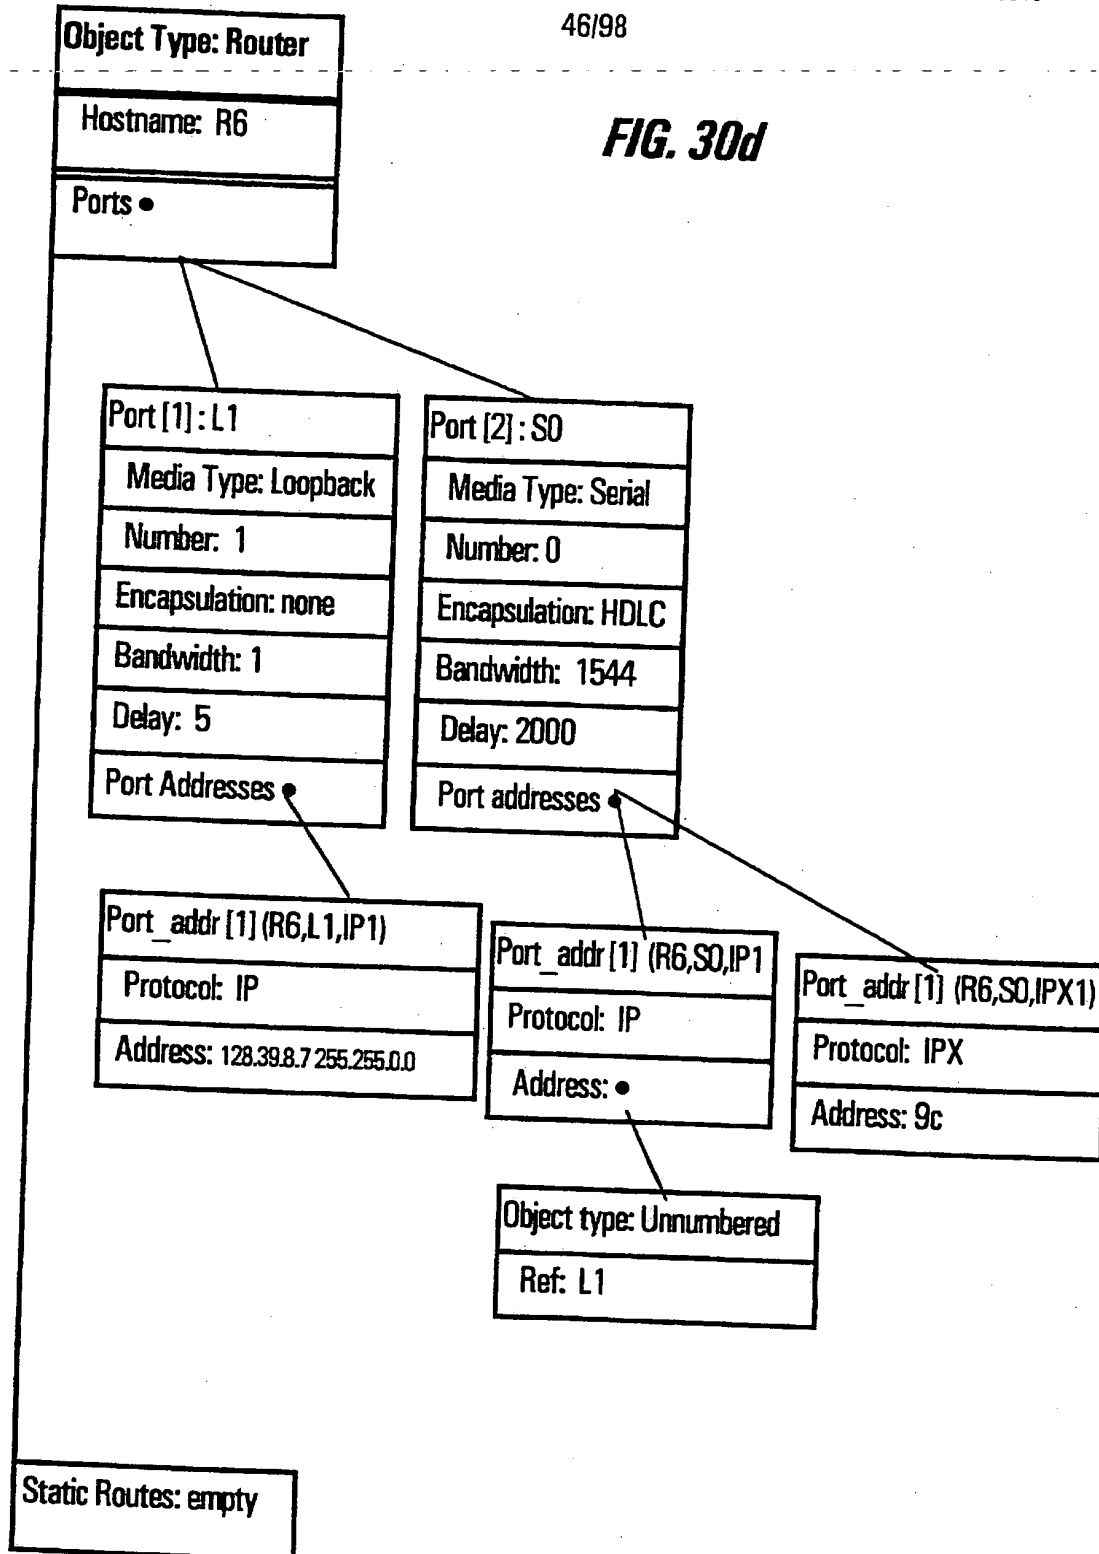 46/98
Object Type: Router
Hostname: R6
FIG. 30d
Ports
Port [1] : L1
Media Type: Loopback
Number: 1
Encapsulation: none
Bandwidth: 1
Delay: 5
Port Addresses
Port [2] : S0
Media Type: Serial
Number: 0
Encapsulation: HDLC
Bandwidth: 1544
Delay: 2000
Port addresses
Port_addr [1] (R6,L1,IP1)
Protocol: IP
Address: 128.39.8.7 255.255.0.0
Port_addr [1] (R6,S0,IP1
Protocol: IP
Address:
Port_addr [1] (R6,S0,IPX1)
Protocol: IPX
Address: 9c
Object type: Unnumbered
Ref: L1
Static Routes: empty